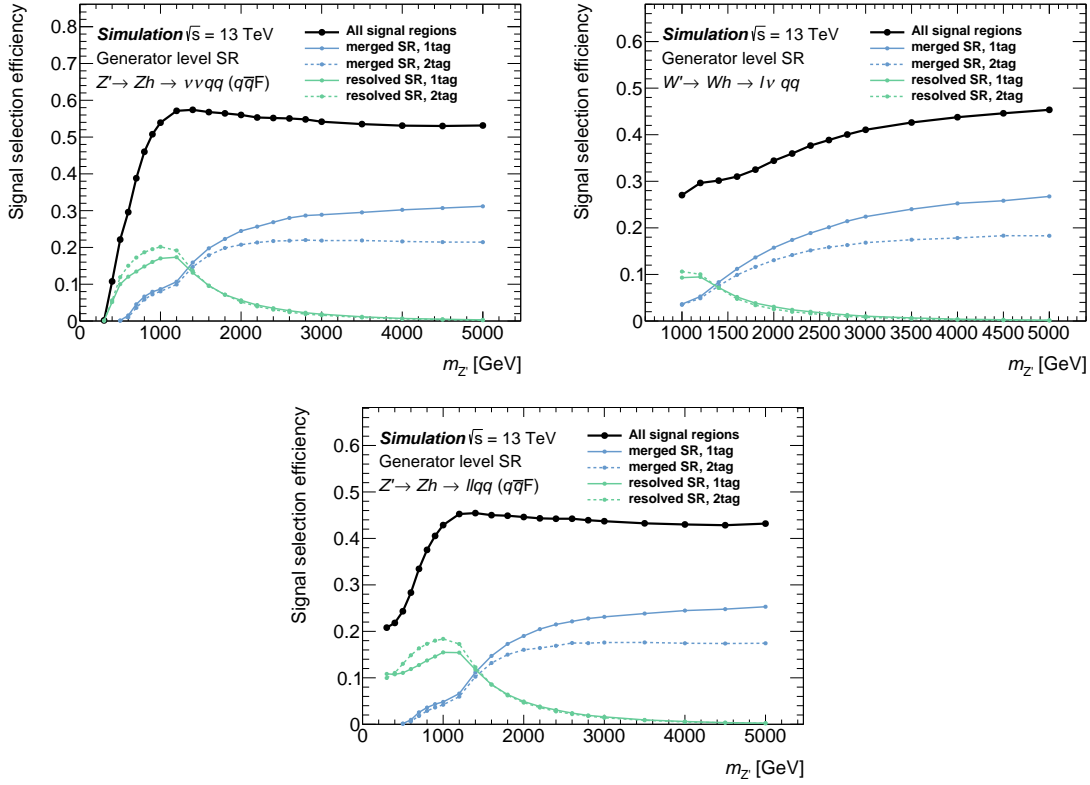 Signal selection efficiency
0.8
0.7
0.6
0.5
0.4
0.3
0.2
0.1
0
Simulation √s = 13 TeV
Generator level SR
Z'→ Zh → ννqq (qq̅F)
All signal regions
merged SR, 1tag
merged SR, 2tag
resolved SR, 1tag
resolved SR, 2tag
0 1000 2000 3000 4000 5000
m_Z' [GeV]
Signal selection efficiency
0.6
0.5
0.4
0.3
0.2
0.1
0
Simulation √s = 13 TeV
Generator level SR
W'→ Wh → lν qq
All signal regions
merged SR, 1tag
merged SR, 2tag
resolved SR, 1tag
resolved SR, 2tag
1000 1500 2000 2500 3000 3500 4000 4500 5000
m_Z' [GeV]
Signal selection efficiency
0.6
0.5
0.4
0.3
0.2
0.1
0
Simulation √s = 13 TeV
Generator level SR
Z'→ Zh → llqq (qq̅F)
All signal regions
merged SR, 1tag
merged SR, 2tag
resolved SR, 1tag
resolved SR, 2tag
0 1000 2000 3000 4000 5000
m_Z' [GeV]